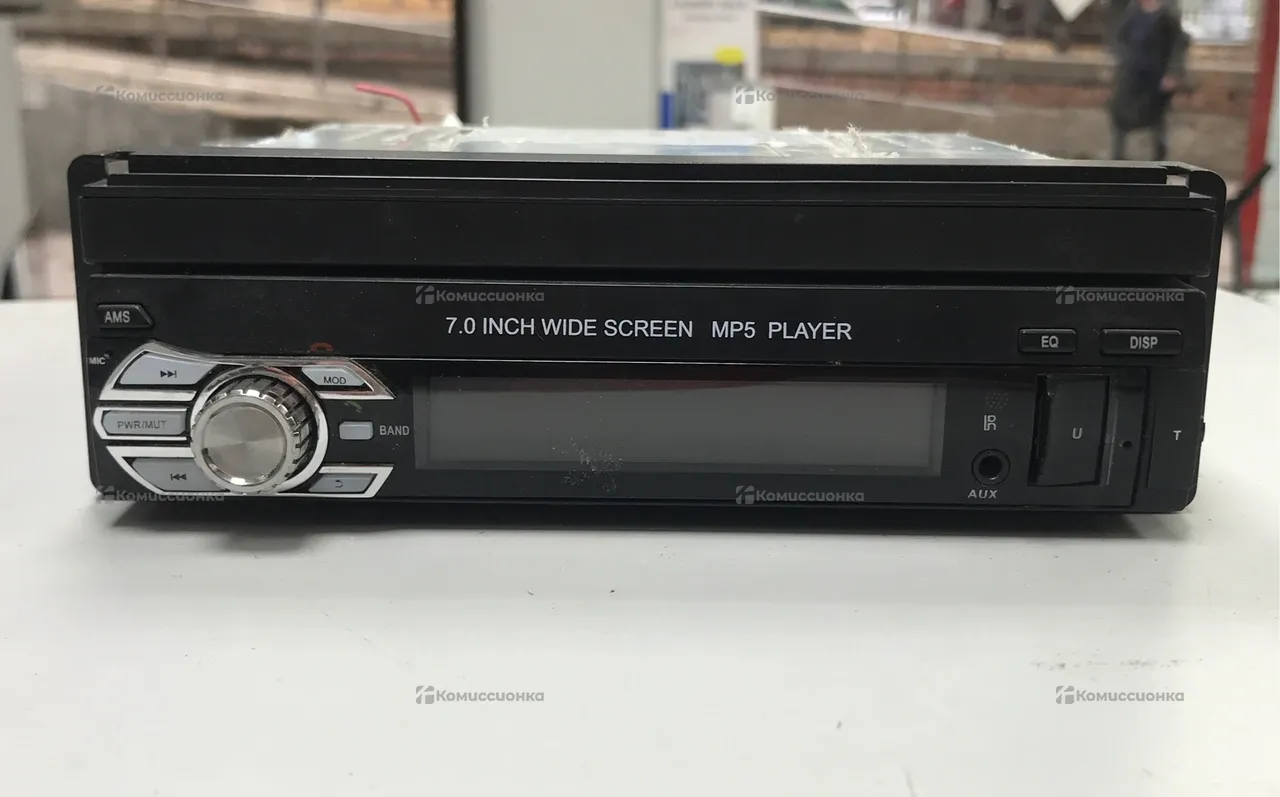 Комиссионка
Комиссионка
Комиссионка
Комиссионка
AMS
7.0 INCH WIDE SCREEN MP5 PLAYER
EQ
DISP
MIC
MOD
PWR/MUT
BAND
U
T
AUX
Комиссионка
Комиссионка
Комиссионка
Комиссионка